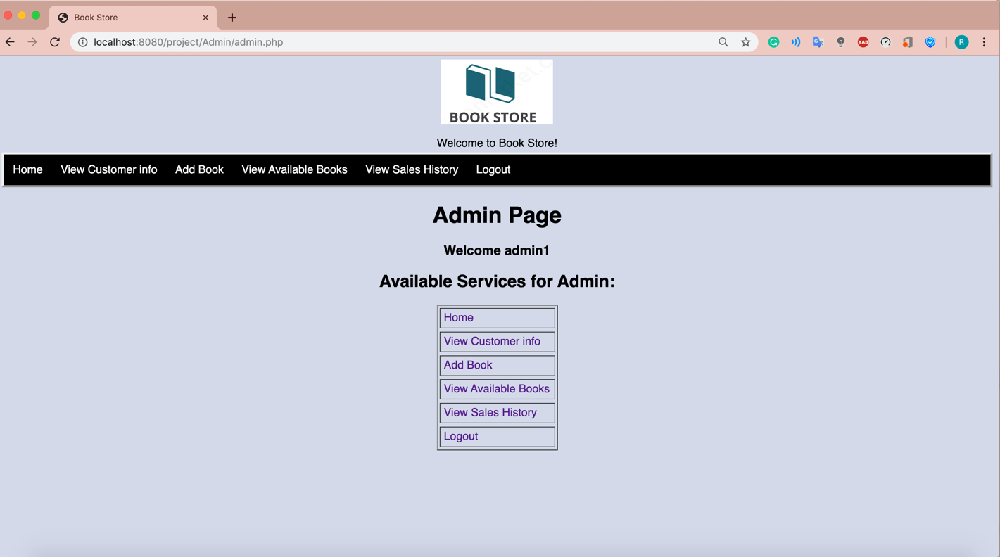 Book Store
localhost:8080/project/Admin/admin.php
YAB
R
BOOK STORE
Welcome to Book Store!
Home View Customer info Add Book View Available Books View Sales History Logout
Admin Page
Welcome admin1
Available Services for Admin:
Home
View Customer info
Add Book
View Available Books
View Sales History
Logout